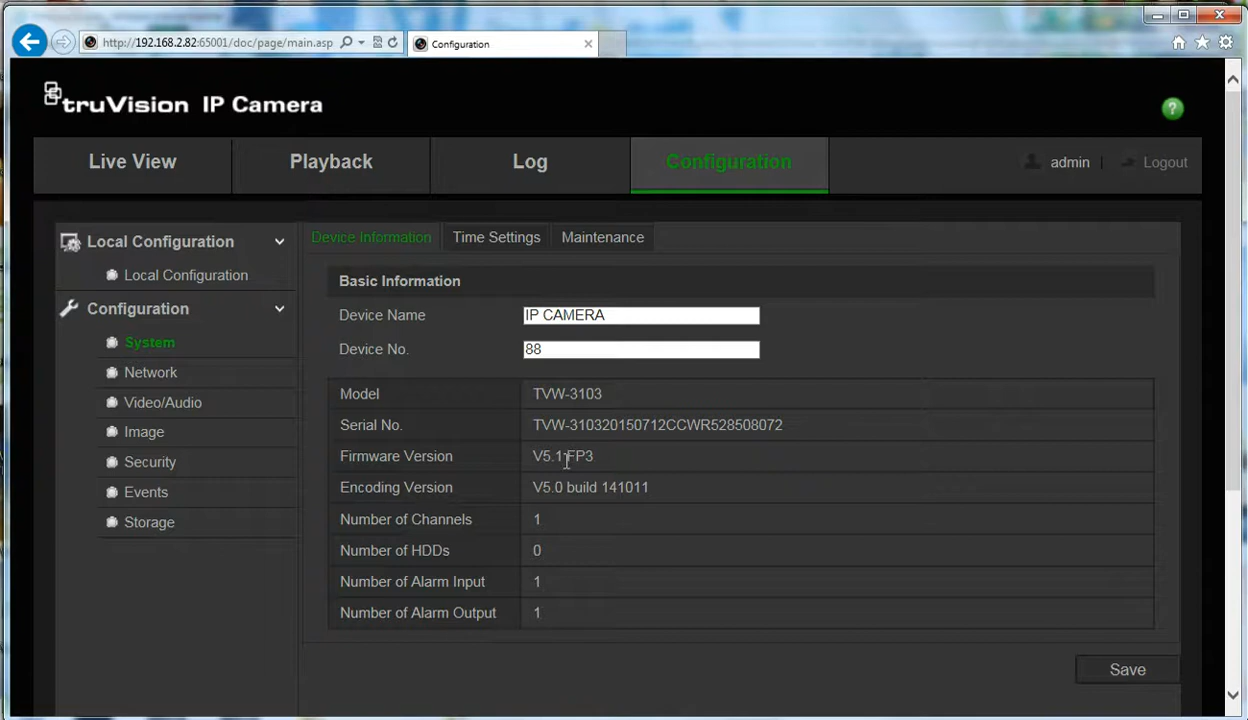 http://192.168.2.82:65001/doc/page/main.asp
Configuration
truVision IP Camera
Live View
Playback
Log
Configuration
admin
Logout
Local Configuration
Local Configuration
Configuration
System
Network
Video/Audio
Image
Security
Events
Storage
Device Information
Time Settings
Maintenance
Basic Information
Device Name IP CAMERA
Device No. 88
Model TVW-3103
Serial No. TVW-310320150712CCWR528508072
Firmware Version V5.1 FP3
Encoding Version V5.0 build 141011
Number of Channels 1
Number of HDDs 0
Number of Alarm Input 1
Number of Alarm Output 1
Save